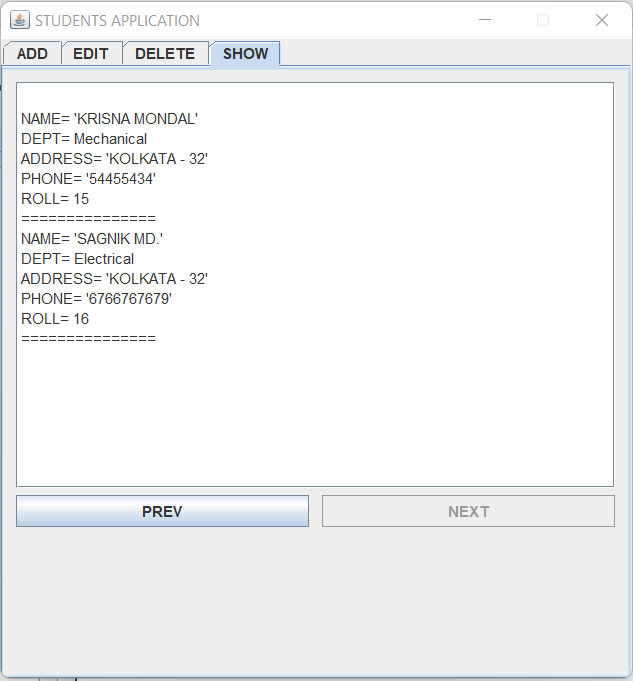 STUDENTS APPLICATION
ADD EDIT DELETE SHOW
NAME= 'KRISNA MONDAL'
DEPT= Mechanical
ADDRESS= 'KOLKATA - 32'
PHONE= '54455434'
ROLL= 15
===============
NAME= 'SAGNIK MD.'
DEPT= Electrical
ADDRESS= 'KOLKATA - 32'
PHONE= '6766767679'
ROLL= 16
===============
PREV NEXT